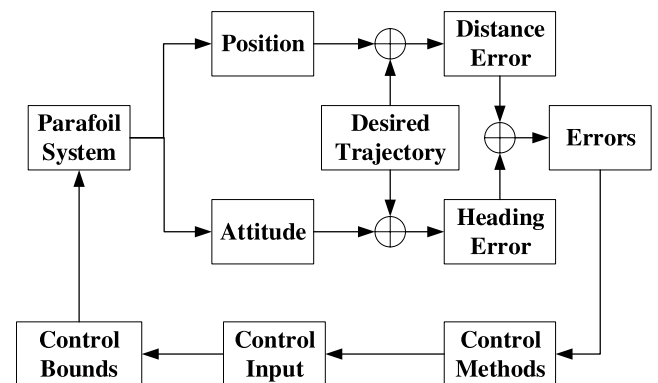 Position
Distance
Error
Parafoil
System
Desired
Trajectory
Errors
Attitude
Heading
Error
Control
Bounds
Control
Input
Control
Methods